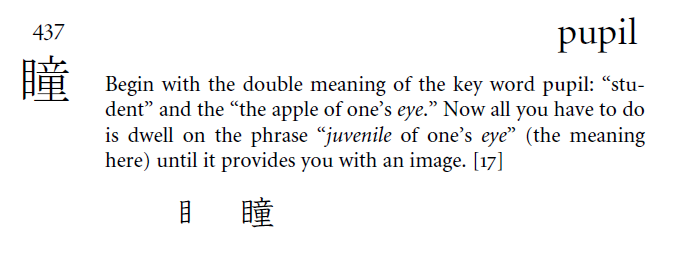 437
pupil
瞳
Begin with the double meaning of the key word pupil: “stu-
dent” and the “the apple of one’s eye.” Now all you have to do
is dwell on the phrase “juvenile of one’s eye” (the meaning
here) until it provides you with an image. [17]
目 瞳